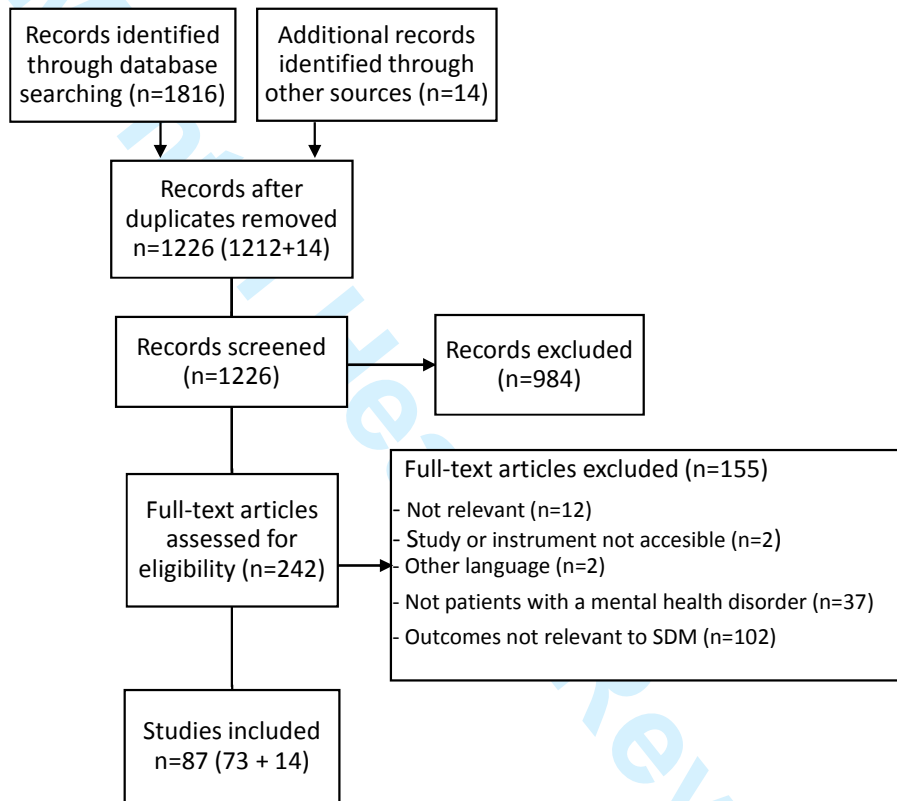 Records identified
through database
searching (n=1816)
Additional records
identified through
other sources (n=14)
Records after
duplicates removed
n=1226 (1212+14)
Records screened
(n=1226)
Records excluded
(n=984)
Full-text articles
assessed for
eligibility (n=242)
Full-text articles excluded (n=155)
- Not relevant (n=12)
- Study or instrument not accesible (n=2)
- Other language (n=2)
- Not patients with a mental health disorder (n=37)
- Outcomes not relevant to SDM (n=102)
Studies included
n=87 (73 + 14)